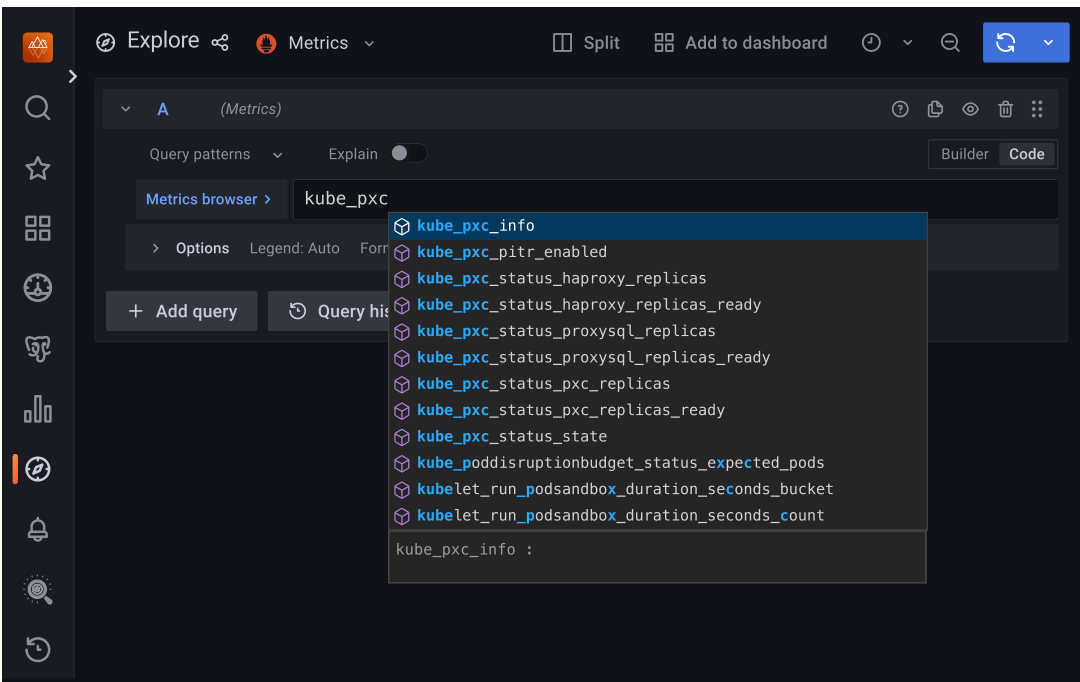 Explore Metrics Split Add to dashboard
A (Metrics)
Query patterns Explain Builder Code
Metrics browser > kube_pxc
kube_pxc_info
Options Legend: Auto Forr
kube_pxc_pitr_enabled
kube_pxc_status_haproxy_replicas
kube_pxc_status_haproxy_replicas_ready
+ Add query Query his
kube_pxc_status_proxysql_replicas
kube_pxc_status_proxysql_replicas_ready
kube_pxc_status_pxc_replicas
kube_pxc_status_pxc_replicas_ready
kube_pxc_status_state
kube_poddisruptionbudget_status_expected_pods
kubelet_run_podsandbox_duration_seconds_bucket
kubelet_run_podsandbox_duration_seconds_count
kube_pxc_info :